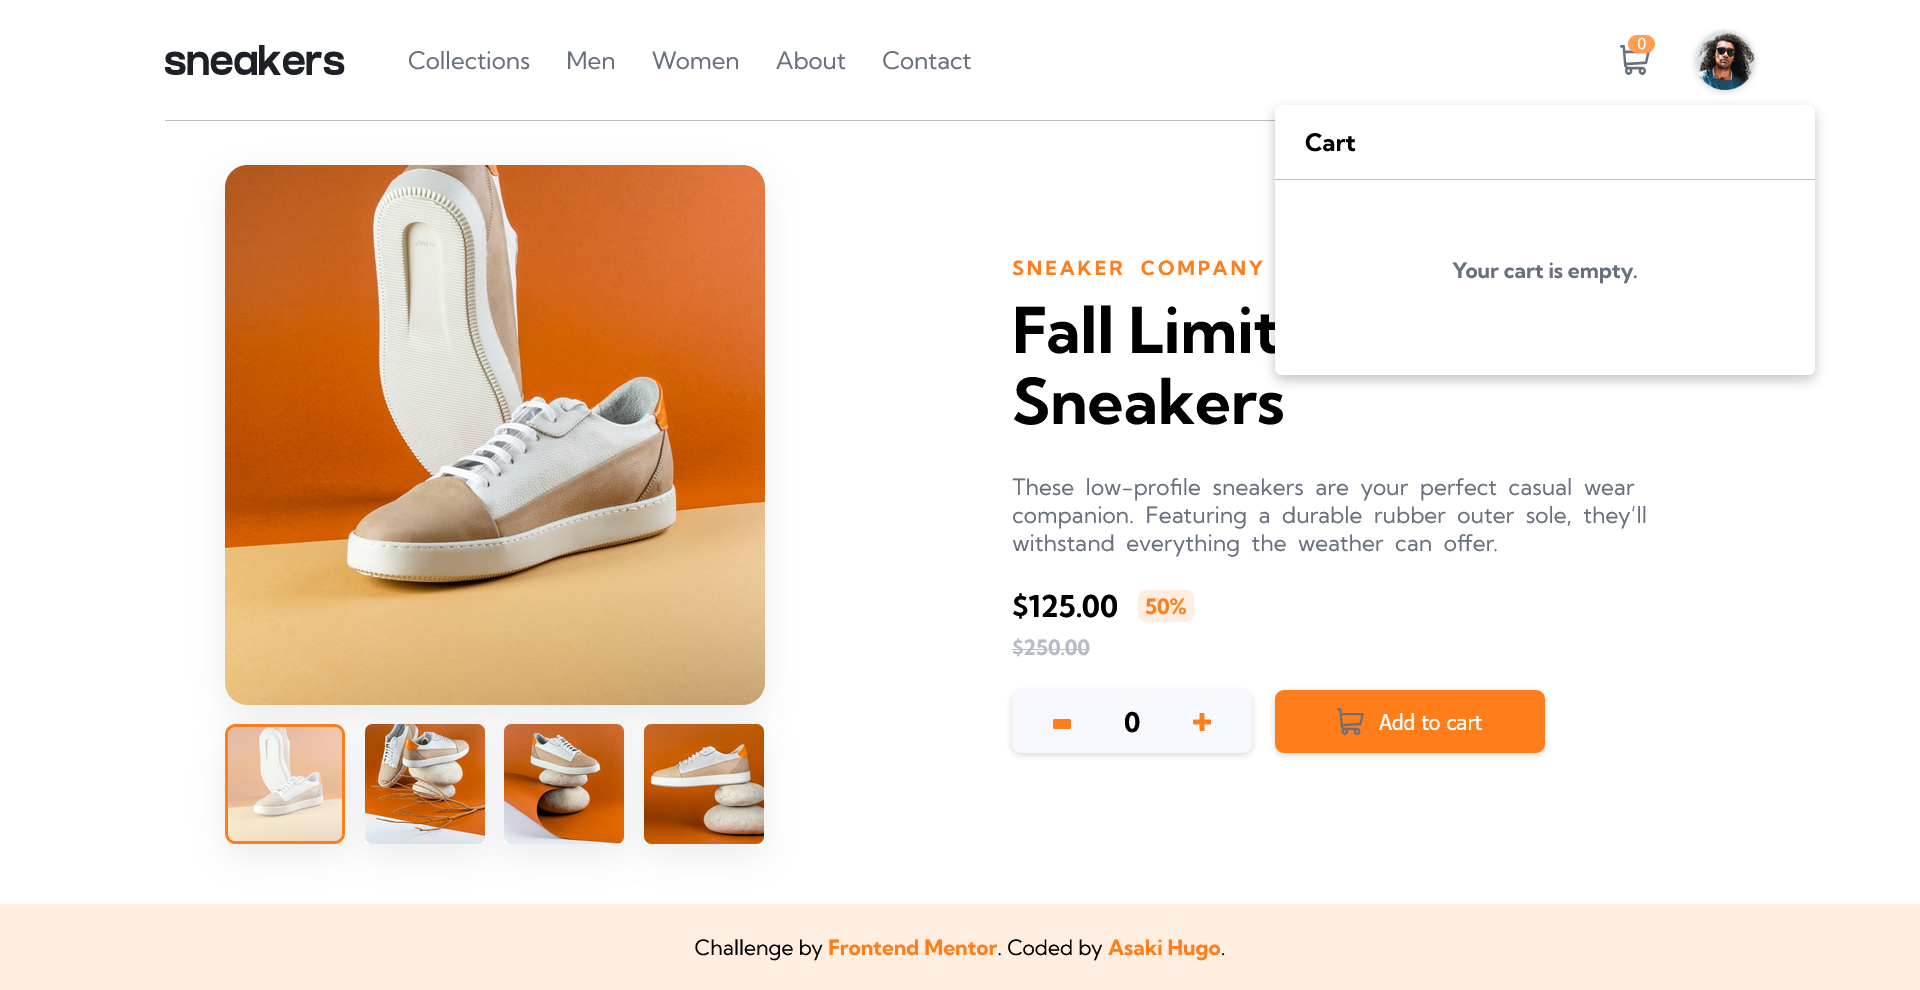 sneakers Collections Men Women About Contact 0
Cart
Your cart is empty.
SNEAKER COMPANY
Fall Limit
Sneakers
These low-profile sneakers are your perfect casual wear
companion. Featuring a durable rubber outer sole, they'll
withstand everything the weather can offer.
$125.00 50%
$250.00
- 0 + Add to cart
Challenge by Frontend Mentor. Coded by Asaki Hugo.